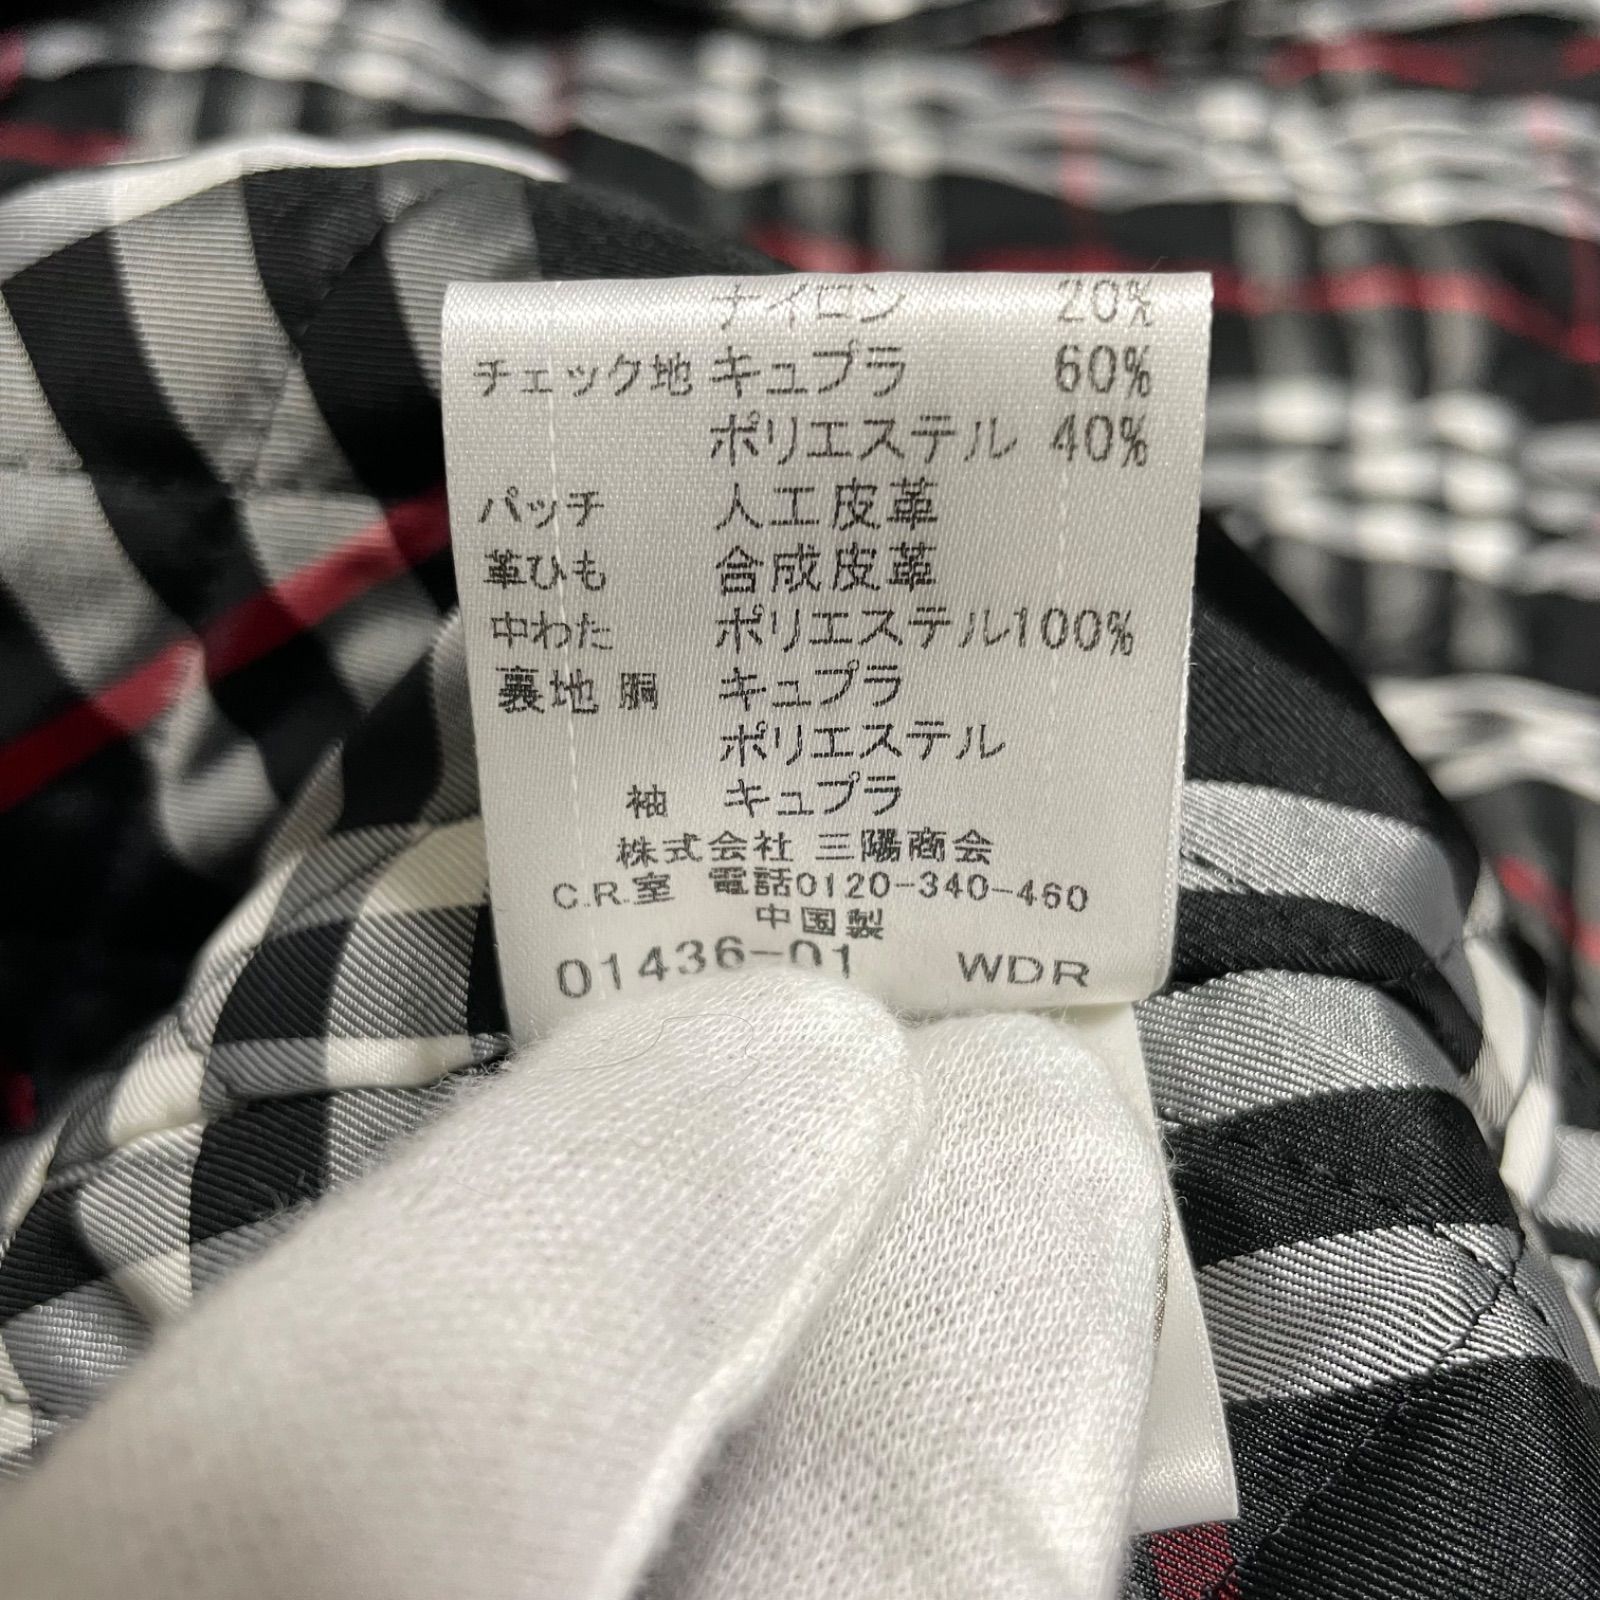 ナイロン 20%
チェック地 キュプラ 60%
ポリエステル 40%
パッチ 人工皮革
革ひも 合成皮革
中わた ポリエステル100%
裏地 胴 キュプラ
ポリエステル
袖 キュプラ
株式会社 三陽商会
C.R.室 電話0120-340-460
中国製
01436-01 WDR